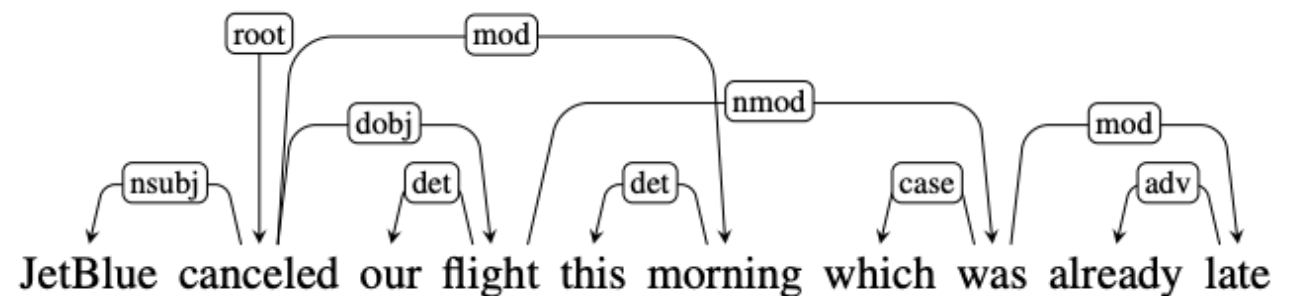 root mod
nmod
dobj mod
nsubj det det case adv
JetBlue canceled our flight this morning which was already late